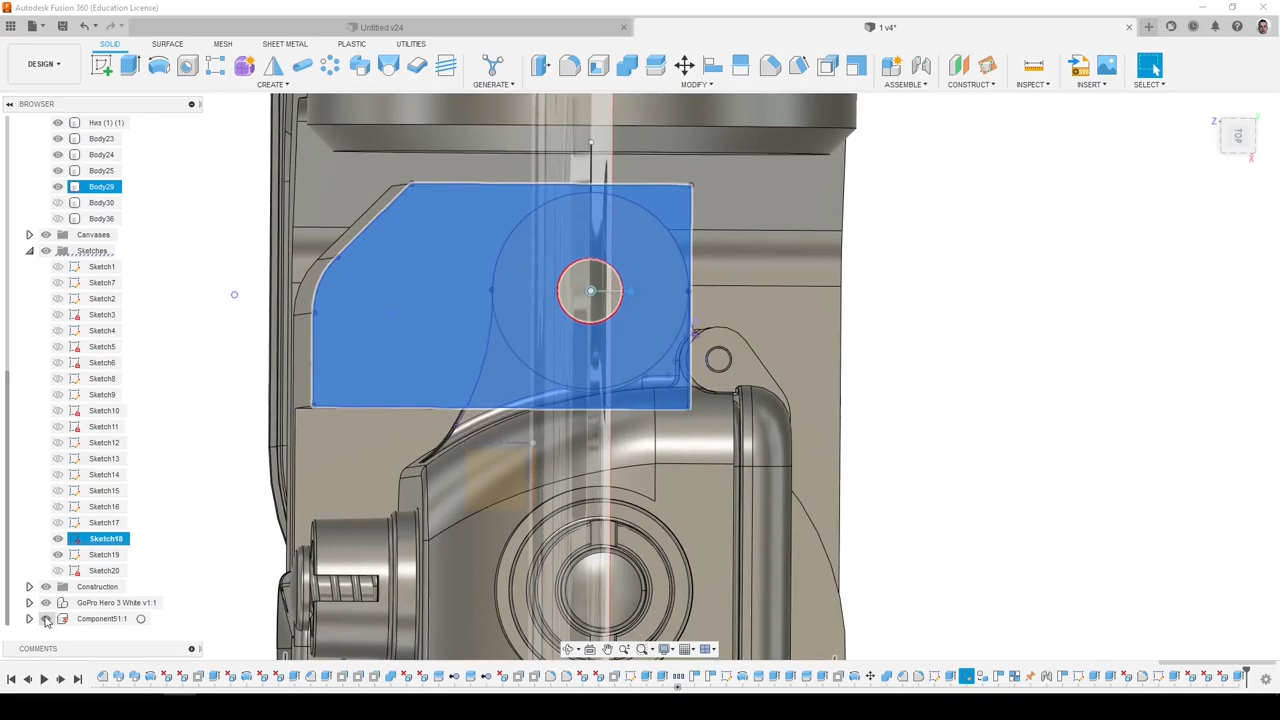 Autodesk Fusion 360 (Education License)
Untitled v24
1 v4*
DESIGN
SOLID
SURFACE
MESH
SHEET METAL
PLASTIC
UTILITIES
CREATE
GENERATE
MODIFY
ASSEMBLE
CONSTRUCT
INSPECT
INSERT
SELECT
BROWSER
Низ (1) (1)
Body23
Body24
Body25
Body29
Body30
Body36
Canvases
Sketches
Sketch1
Sketch7
Sketch2
Sketch3
Sketch4
Sketch5
Sketch6
Sketch8
Sketch9
Sketch10
Sketch11
Sketch12
Sketch13
Sketch14
Sketch15
Sketch16
Sketch17
Sketch18
Sketch19
Sketch20
Construction
GoPro Hero 3 White v1:1
Component51:1
COMMENTS
Z
Y
TOP
X